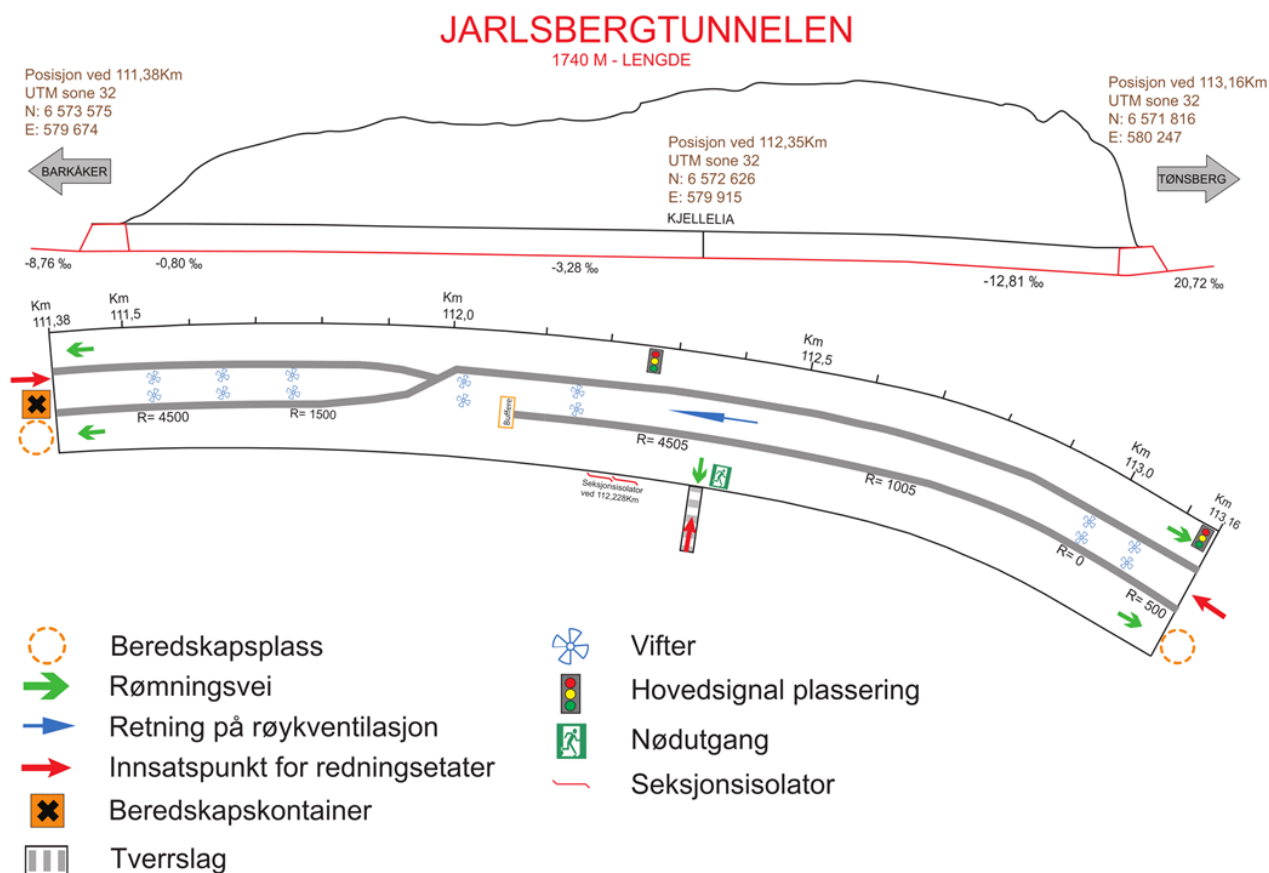 JARLSBERGTUNNELEN
1740 M - LENGDE
Posisjon ved 111,38Km
UTM sone 32
N: 6 573 575
E: 579 674
BARKÅKER
Posisjon ved 113,16Km
UTM sone 32
N: 6 571 816
E: 580 247
TØNSBERG
Posisjon ved 112,35Km
UTM sone 32
N: 6 572 626
E: 579 915
KJELLELIA
-8,76 ‰
-0,80 ‰
-3,28 ‰
-12,81 ‰
20,72 ‰
Km
111,38
Km
111,5
Km
112,0
Km
112,5
Km
113,0
Km
113,16
R= 4500
R= 1500
Buffere
R= 4505
R= 1005
R= 0
R= 500
Seksjonsisolator
ved 112,228Km
Beredskapsplass
Rømningsvei
Retning på røykventilasjon
Innsatspunkt for redningsetater
Beredskapskontainer
Tverrslag
Vifter
Hovedsignal plassering
Nødutgang
Seksjonsisolator